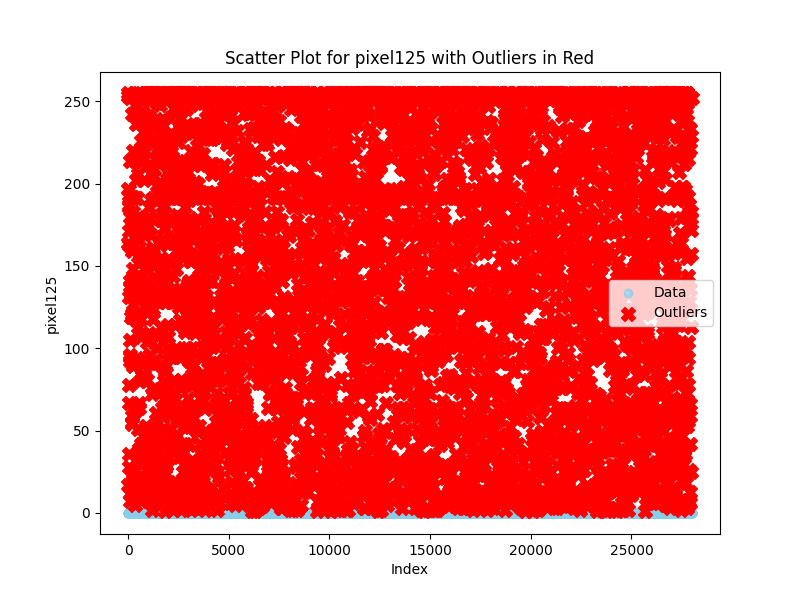 Scatter Plot for pixel125 with Outliers in Red
250
200
150
100
50
0
pixel125
Data
Outliers
0 5000 10000 15000 20000 25000
Index